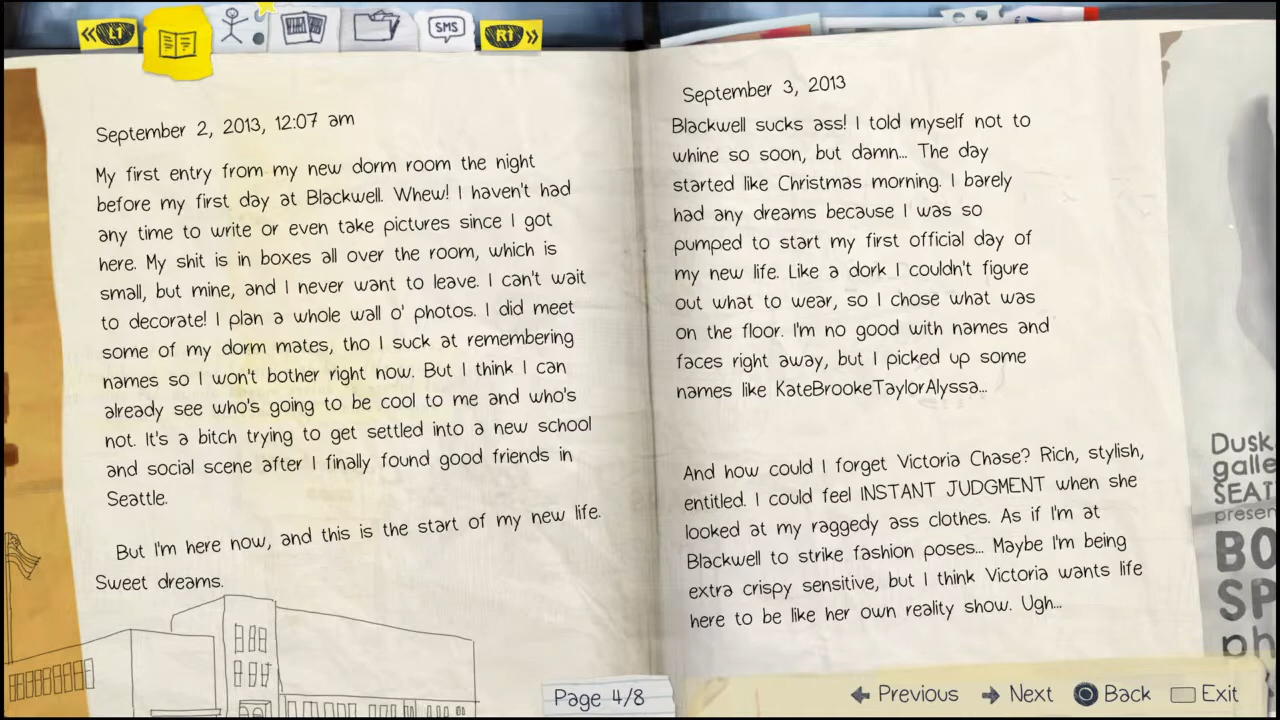 L1
SMS
R1
September 2, 2013, 12:07 am
My first entry from my new dorm room the night
before my first day at Blackwell. Whew! I haven't had
any time to write or even take pictures since I got
here. My shit is in boxes all over the room, which is
small, but mine, and I never want to leave. I can't wait
to decorate! I plan a whole wall o' photos. I did meet
some of my dorm mates, tho I suck at remembering
names so I won't bother right now. But I think I can
already see who's going to be cool to me and who's
not. It's a bitch trying to get settled into a new school
and social scene after I finally found good friends in
Seattle.
But I'm here now, and this is the start of my new life.
Sweet dreams.
September 3, 2013
Blackwell sucks ass! I told myself not to
whine so soon, but damn... The day
started like Christmas morning. I barely
had any dreams because I was so
pumped to start my first official day of
my new life. Like a dork I couldn't figure
out what to wear, so I chose what was
on the floor. I'm no good with names and
faces right away, but I picked up some
names like KateBrookeTaylorAlyssa...
And how could I forget Victoria Chase? Rich, stylish,
entitled. I could feel INSTANT JUDGMENT when she
looked at my raggedy ass clothes. As if I'm at
Blackwell to strike fashion poses... Maybe I'm being
extra crispy sensitive, but I think Victoria wants life
here to be like her own reality show. Ugh...
Dusk
galle
SEAT
presen
BO
SP
ph
Page 4/8
Previous
Next
Back
Exit